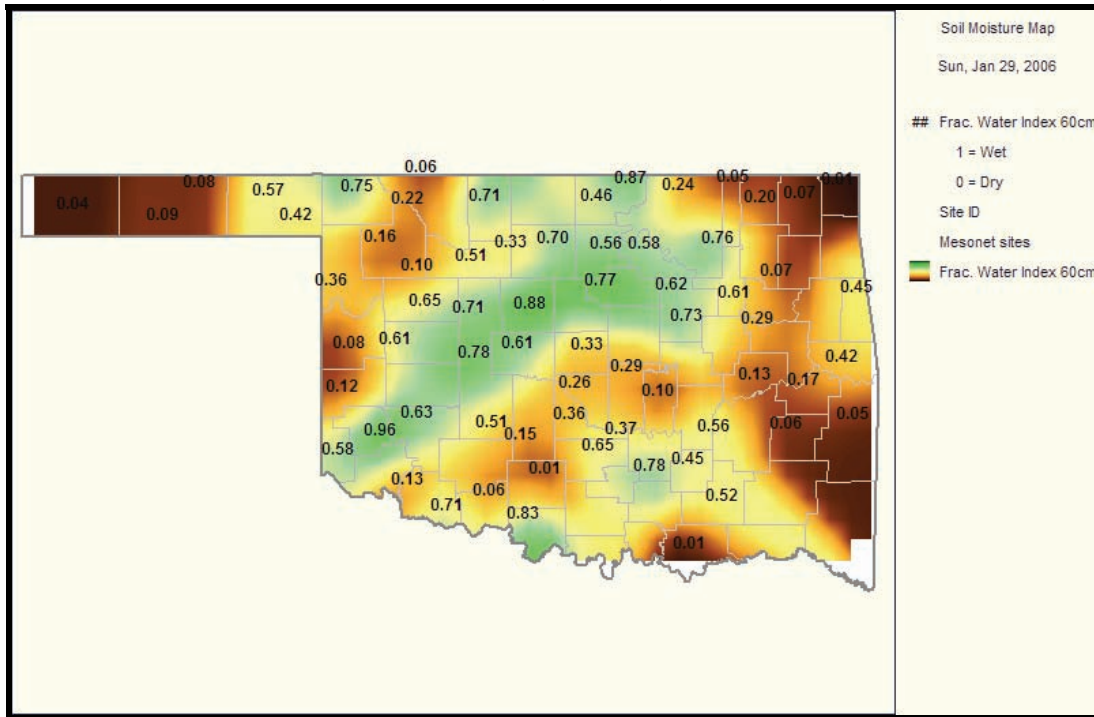 Soil Moisture Map
Sun, Jan 29, 2006
## Frac. Water Index 60cm
1 = Wet
0 = Dry
Site ID
Mesonet sites
Frac. Water Index 60cm
0.06
0.87 0.05 0.01
0.04 0.08 0.57 0.75 0.22 0.71 0.46 0.24 0.20 0.07
0.09 0.42
0.16 0.51 0.33 0.70 0.56 0.58 0.76
0.36 0.10 0.77 0.62 0.07 0.45
0.65 0.71 0.88 0.73 0.61 0.29
0.08 0.61 0.78 0.61 0.33 0.42
0.12 0.26 0.29 0.10 0.13 0.17
0.63 0.51 0.36 0.56 0.06 0.05
0.58 0.96 0.15 0.65 0.37
0.13 0.01 0.78 0.45
0.71 0.06 0.83 0.52
0.01